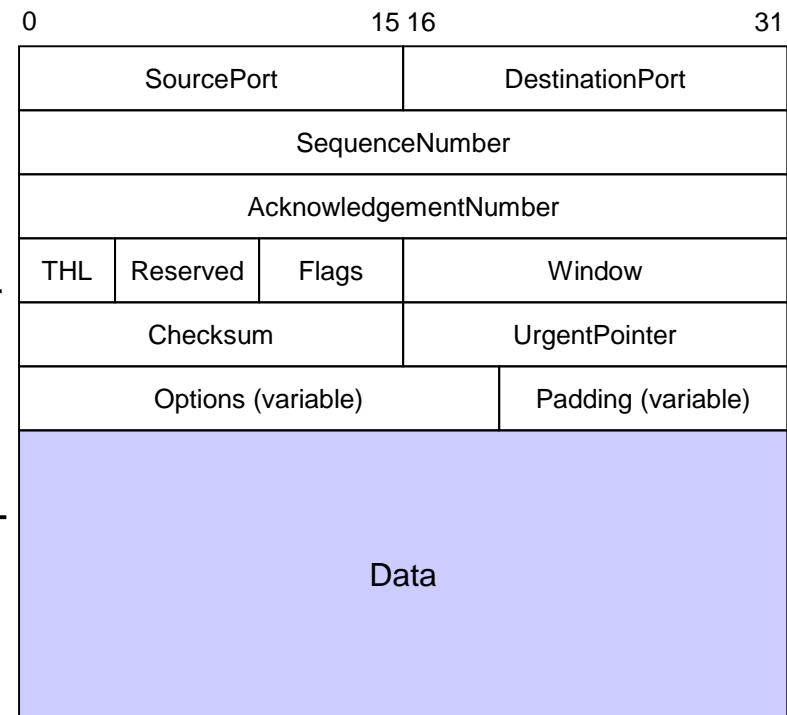 0 15 16 31
SourcePort DestinationPort
SequenceNumber
AcknowledgementNumber
THL Reserved Flags Window
Checksum UrgentPointer
Options (variable) Padding (variable)
Data